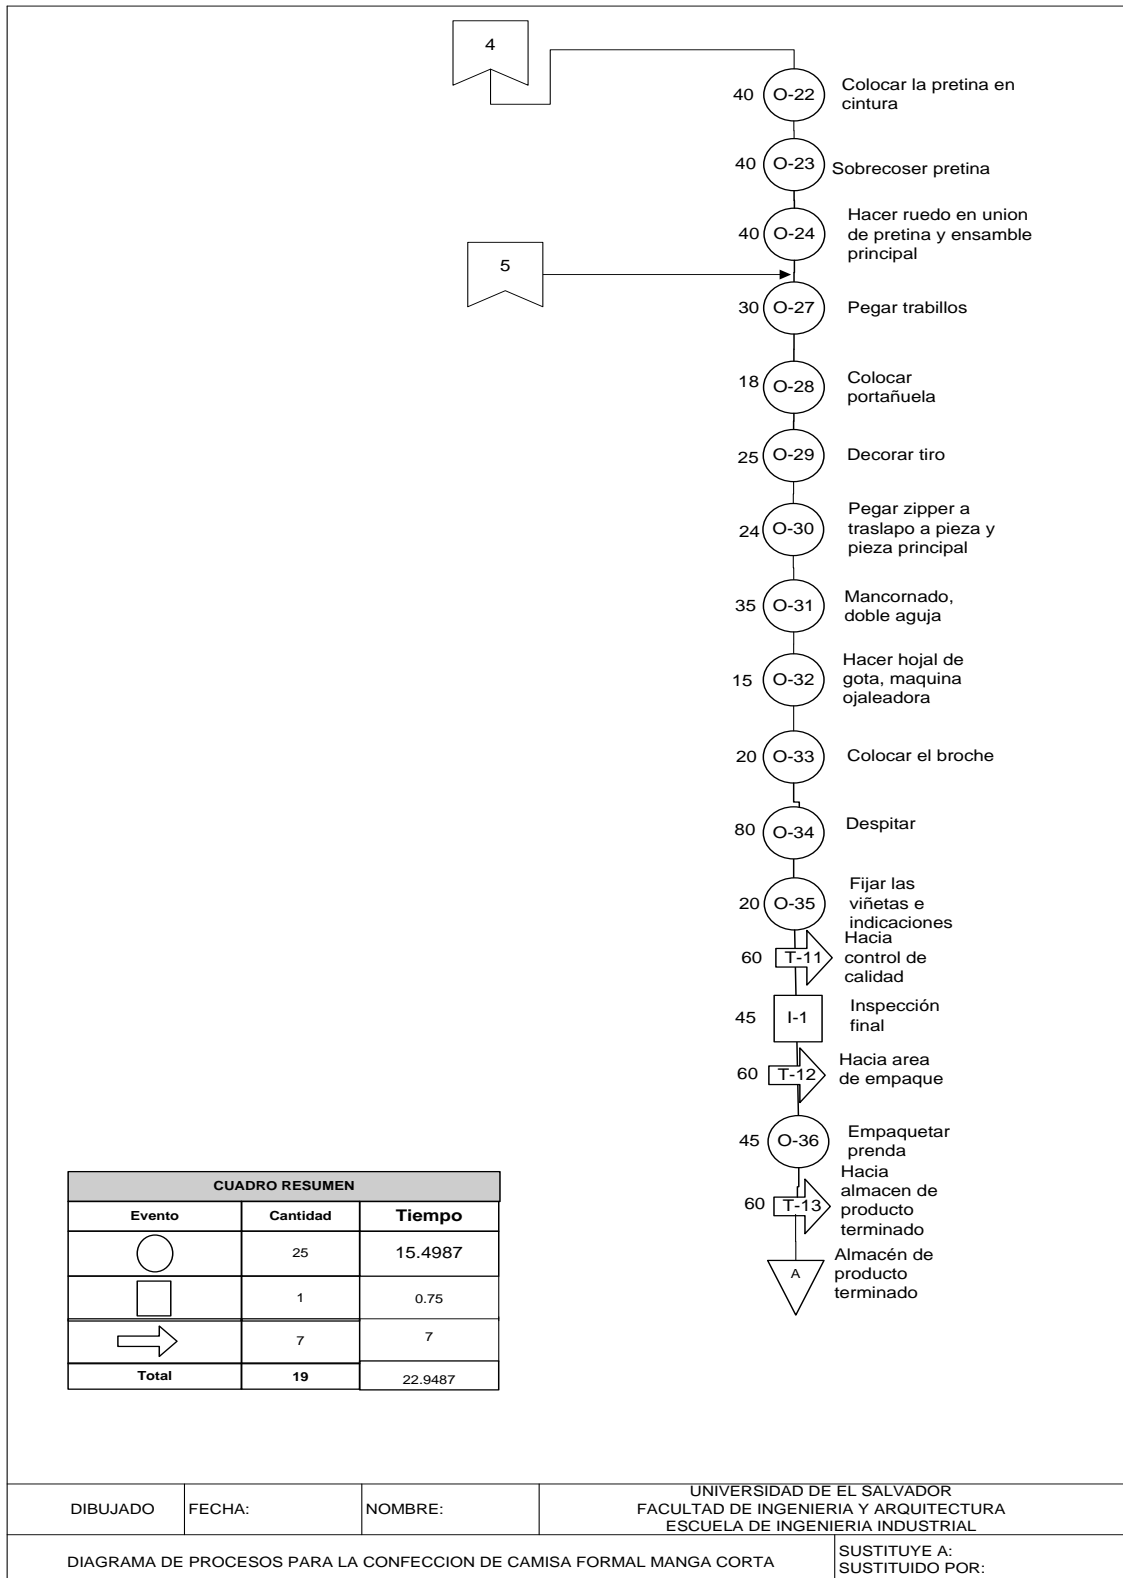 4
40 O-22 Colocar la pretina en
cintura
40 O-23 Sobrecoser pretina
Hacer ruedo en union
40 O-24 de pretina y ensamble
principal
5
30 O-27 Pegar trabillos
18 O-28 Colocar
portañuela
25 O-29 Decorar tiro
Pegar zipper a
24 O-30 traslapo a pieza y
pieza principal
35 O-31 Mancornado,
doble aguja
Hacer hojal de
15 O-32 gota, maquina
ojaleadora
20 O-33 Colocar el broche
80 O-34 Despitar
Fijar las
20 O-35 viñetas e
indicaciones
Hacia
60 T-11 control de
calidad
45 I-1 Inspección
final
60 T-12 Hacia area
de empaque
45 O-36 Empaquetar
prenda
Hacia
almacen de
60 T-13 producto
terminado
A Almacén de
producto
terminado
CUADRO RESUMEN
Evento Cantidad Tiempo
25 15.4987
1 0.75
7 7
Total 19 22.9487
DIBUJADO FECHA: NOMBRE:
UNIVERSIDAD DE EL SALVADOR
FACULTAD DE INGENIERIA Y ARQUITECTURA
ESCUELA DE INGENIERIA INDUSTRIAL
DIAGRAMA DE PROCESOS PARA LA CONFECCION DE CAMISA FORMAL MANGA CORTA
SUSTITUYE A:
SUSTITUIDO POR: